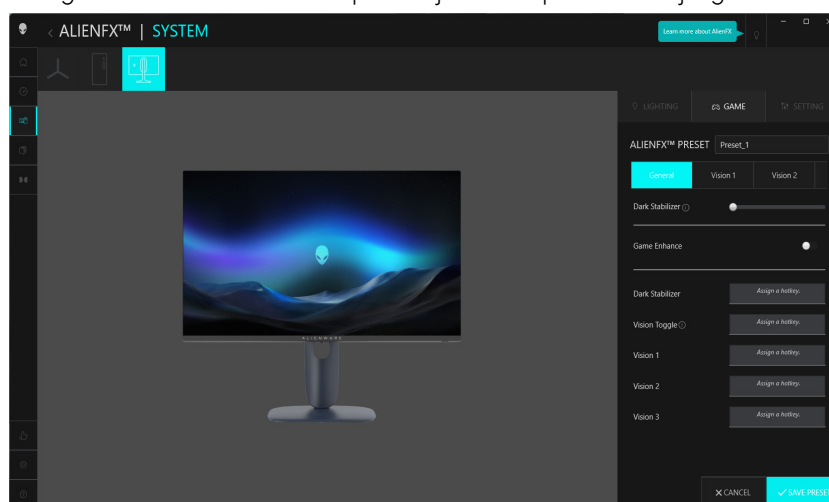 ALIENFX™ | SYSTEM
Learn more about AlienFX
LIGHTING
GAME
SETTING
ALIENFX™ PRESET
Preset_1
General
Vision 1
Vision 2
Dark Stabilizer
Game Enhance
Dark Stabilizer
Assign a hotkey.
Vision Toggle
Assign a hotkey.
Vision 1
Assign a hotkey.
Vision 2
Assign a hotkey.
Vision 3
Assign a hotkey.
ALIENWARE
CANCEL
SAVE PRESE